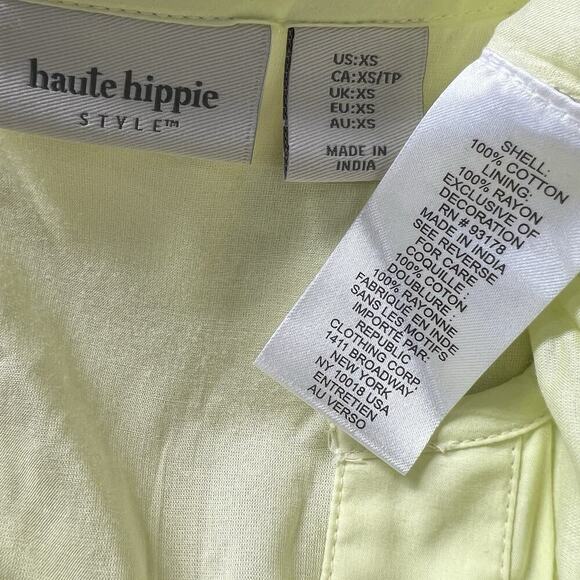 haute hippie
STYLE™
US:XS
CA:XS/TP
UK:XS
EU:XS
AU:XS
MADE IN
INDIA
SHELL:
100% COTTON
LINING:
100% RAYON
EXCLUSIVE OF
DECORATION
RN # 93178
MADE IN INDIA
SEE REVERSE
FOR CARE
COQUILLE :
100% COTON
DOUBLURE :
100% RAYONNE
FABRIQUÉ EN INDE
SANS LES MOTIFS
IMPORTÉ PAR:
REPUBLIC
CLOTHING CORP.
1411 BROADWAY,
NEW YORK
NY 10018 USA
ENTRETIEN
AU VERSO